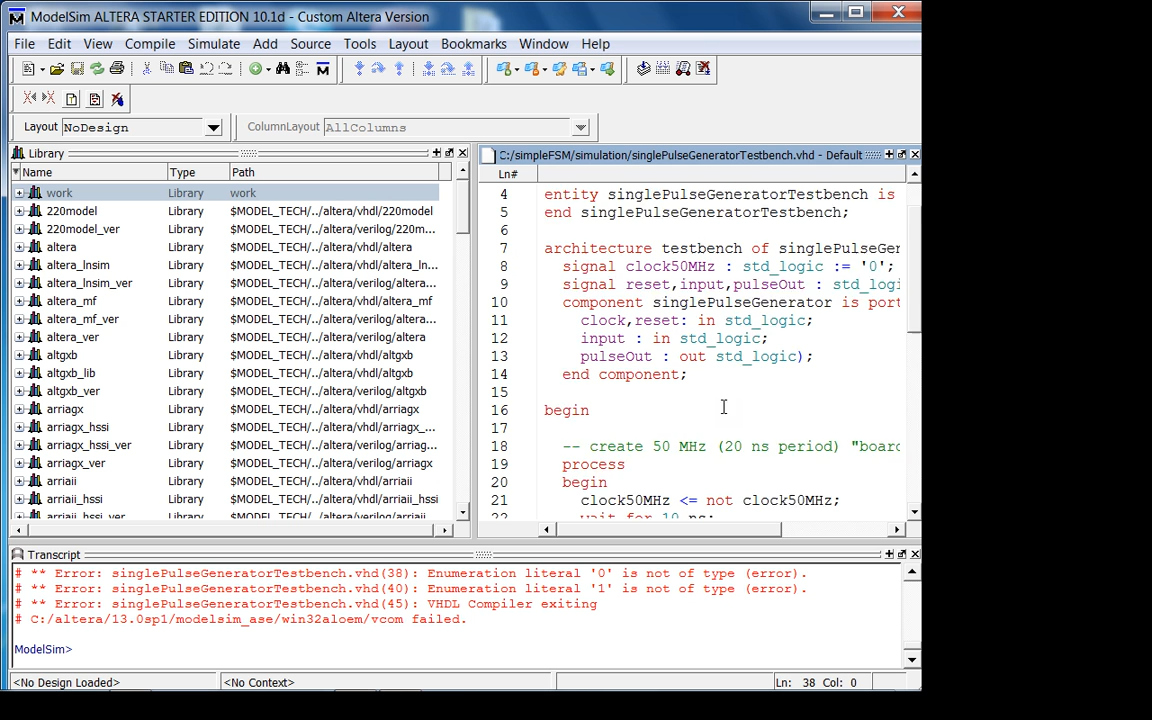 ModelSim ALTERA STARTER EDITION 10.1d - Custom Altera Version
File Edit View Compile Simulate Add Source Tools Layout Bookmarks Window Help
Layout NoDesign ColumnLayout AllColumns
Library
Name Type Path
work Library work
220model Library $MODEL_TECH/../altera/vhdl/220model
220model_ver Library $MODEL_TECH/../altera/verilog/220m...
altera Library $MODEL_TECH/../altera/vhdl/altera
altera_lnsim Library $MODEL_TECH/../altera/vhdl/altera_ln...
altera_lnsim_ver Library $MODEL_TECH/../altera/verilog/altera...
altera_mf Library $MODEL_TECH/../altera/vhdl/altera_mf
altera_mf_ver Library $MODEL_TECH/../altera/verilog/altera...
altera_ver Library $MODEL_TECH/../altera/verilog/altera
altgxb Library $MODEL_TECH/../altera/vhdl/altgxb
altgxb_lib Library $MODEL_TECH/../altera/vhdl/altgxb
altgxb_ver Library $MODEL_TECH/../altera/verilog/altgxb
arriagx Library $MODEL_TECH/../altera/vhdl/arriagx
arriagx_hssi Library $MODEL_TECH/../altera/vhdl/arriagx_...
arriagx_hssi_ver Library $MODEL_TECH/../altera/verilog/arriag...
arriagx_ver Library $MODEL_TECH/../altera/verilog/arriagx
arriaii Library $MODEL_TECH/../altera/vhdl/arriaii
arriaii_hssi Library $MODEL_TECH/../altera/vhdl/arriaii_hssi
arriaii_hssi_ver Library $MODEL_TECH/../altera/verilog/arriaii
C:/simpleFSM/simulation/singlePulseGeneratorTestbench.vhd - Default
Ln#
4 entity singlePulseGeneratorTestbench is
5 end singlePulseGeneratorTestbench;
6
7 architecture testbench of singlePulseGer
8 signal clock50MHz : std_logic := '0';
9 signal reset,input,pulseOut : std_logi
10 component singlePulseGenerator is port
11 clock,reset: in std_logic;
12 input : in std_logic;
13 pulseOut : out std_logic);
14 end component;
15
16 begin
17
18 -- create 50 MHz (20 ns period) "board
19 process
20 begin
21 clock50MHz <= not clock50MHz;
22 wait for 10 ns;
Transcript
# ** Error: singlePulseGeneratorTestbench.vhd(38): Enumeration literal '0' is not of type (error).
# ** Error: singlePulseGeneratorTestbench.vhd(40): Enumeration literal '1' is not of type (error).
# ** Error: singlePulseGeneratorTestbench.vhd(45): VHDL Compiler exiting
# C:/altera/13.0sp1/modelsim_ase/win32aloem/vcom failed.
ModelSim>
<No Design Loaded> <No Context> Ln: 38 Col: 0